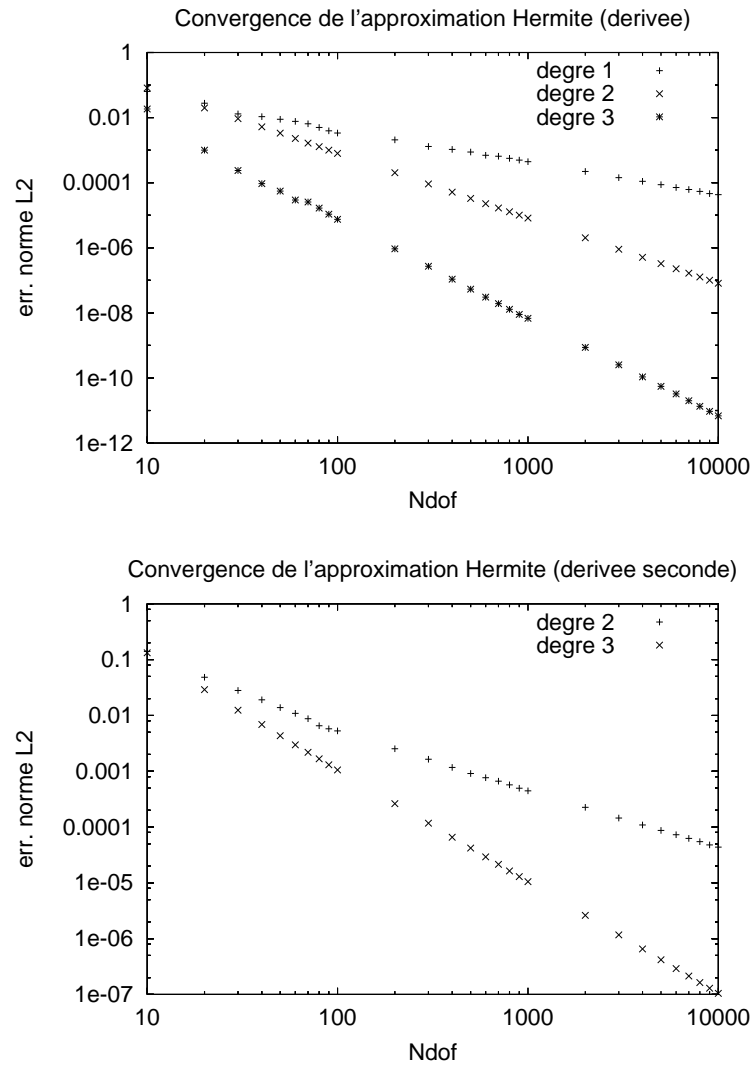 Convergence de l'approximation Hermite (derivee)
1
0.01
0.0001
1e-06
1e-08
1e-10
1e-12
10
100
1000
10000
err. norme L2
Ndof
degre 1
degre 2
degre 3
Convergence de l'approximation Hermite (derivee seconde)
1
0.1
0.01
0.001
0.0001
1e-05
1e-06
1e-07
10
100
1000
10000
err. norme L2
Ndof
degre 2
degre 3